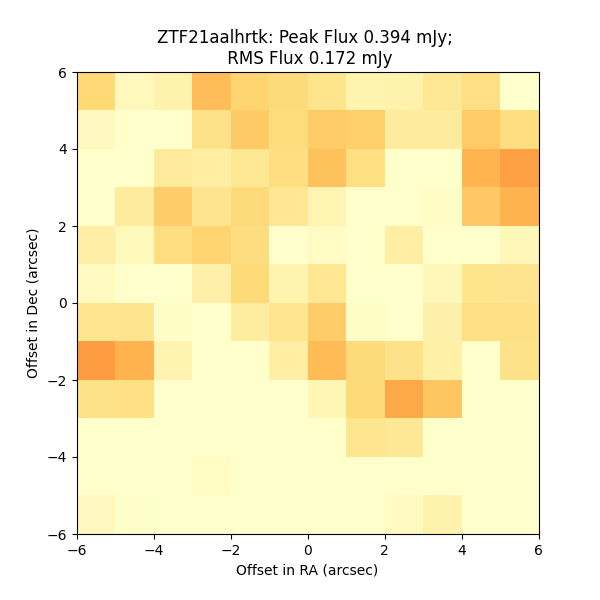 ZTF21aalhrtk: Peak Flux 0.394 mJy;
RMS Flux 0.172 mJy
6
4
2
0
−2
−4
−6
Offset in Dec (arcsec)
−6 −4 −2 0 2 4 6
Offset in RA (arcsec)